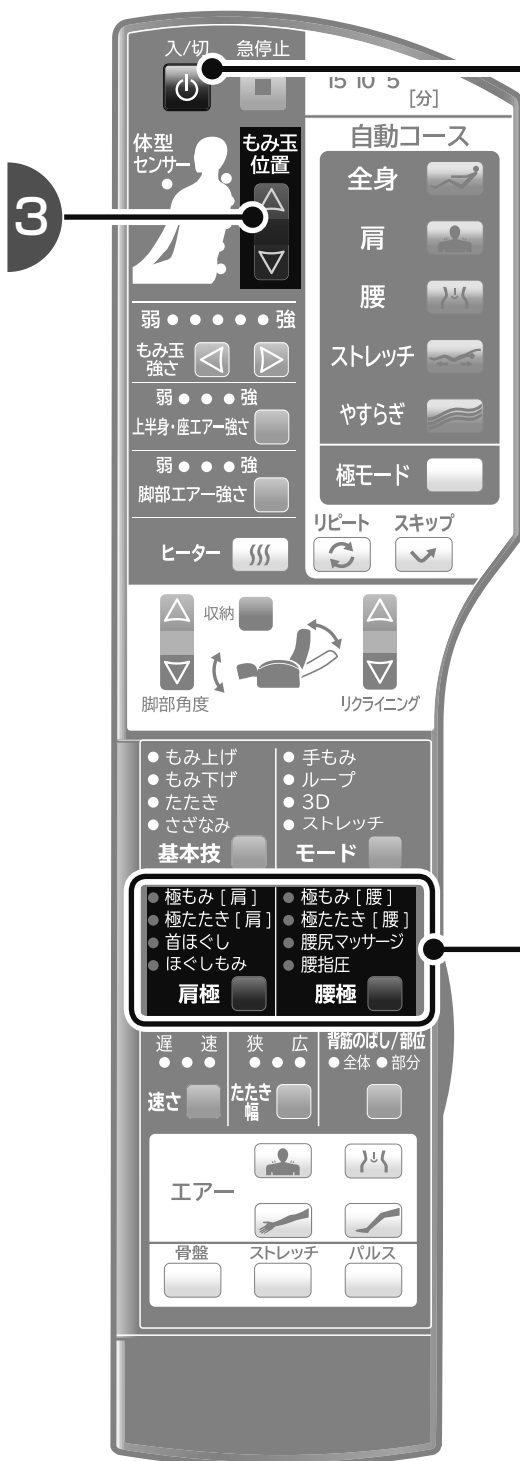 入/切 急停止
15 10 5
[分]
体型
センサー
もみ玉
位置
3
自動コース
全身
肩
腰
ストレッチ
やすらぎ
極モード
リピート スキップ
弱 強
もみ玉
強さ
弱 強
上半身・座エアー強さ
弱 強
脚部エアー強さ
ヒーター
収納
脚部角度
リクライニング
もみ上げ
もみ下げ
たたき
さざなみ
基本技
手もみ
ループ
3D
ストレッチ
モード
極もみ[肩]
極たたき[肩]
首ほぐし
ほぐしもみ
肩極
極もみ[腰]
極たたき[腰]
腰尻マッサージ
腰指圧
腰極
遅 速
速さ
狭 広
たたき
幅
背筋のばし/部位
全体 部分
エアー
骨盤 ストレッチ パルス